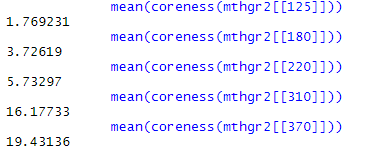 mean(coreness(mthgr2[[125]]))
1.769231
mean(coreness(mthgr2[[180]]))
3.72619
mean(coreness(mthgr2[[220]]))
5.73297
mean(coreness(mthgr2[[310]]))
16.17733
mean(coreness(mthgr2[[370]]))
19.43136